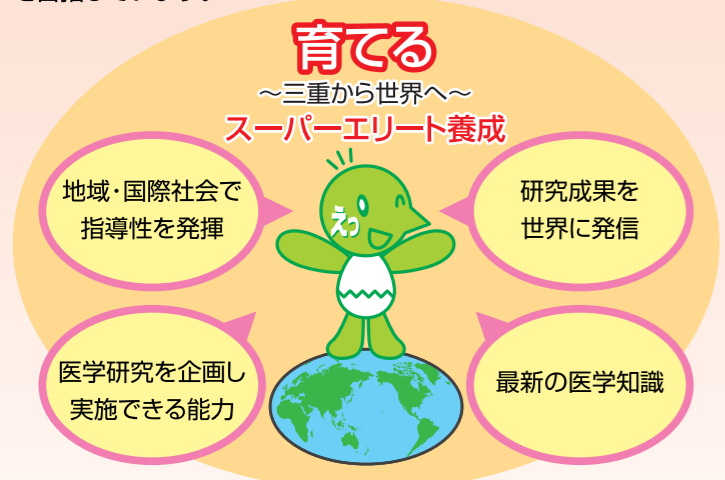 育てる
～三重から世界へ～
スーパーエリート養成
地域・国際社会で
指導性を発揮
研究成果を
世界に発信
えっ
医学研究を企画し
実施できる能力
最新の医学知識